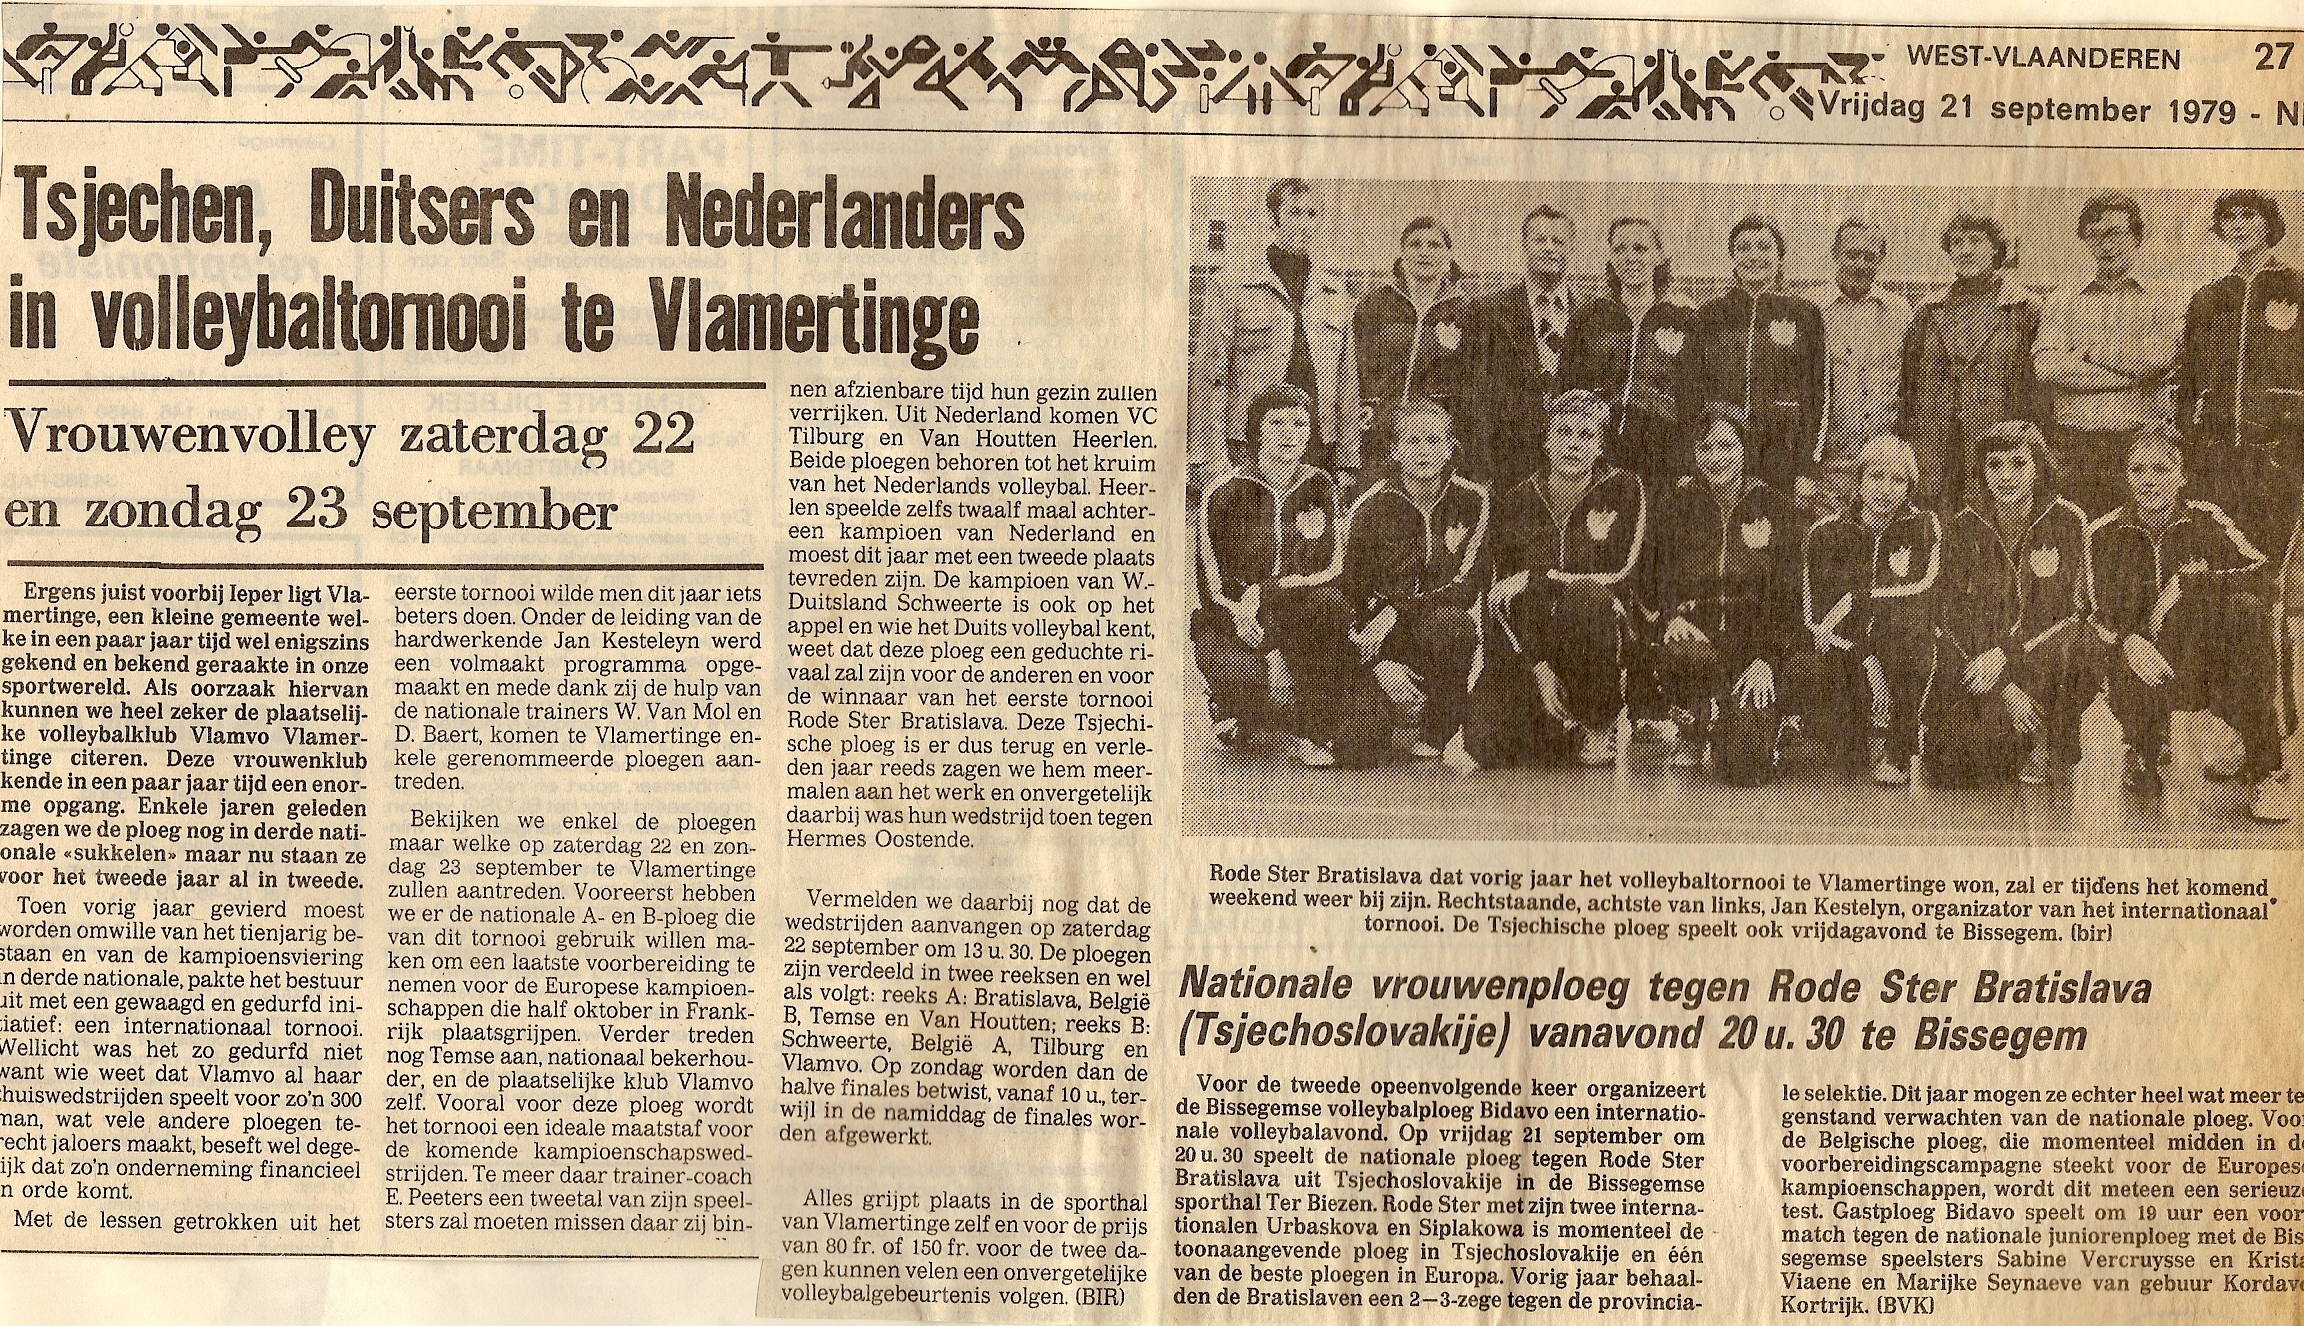 WEST-VLAANDEREN 27
Vrijdag 21 september 1979 -
Tsjechen, Duitsers en Nederlanders
in volleybaltornooi te Vlamertinge
Vrouwenvolley zaterdag 22
en zondag 23 september
Ergens juist voorbij Ieper ligt Vla-
mertinge, een kleine gemeente wel-
ke in een paar jaar tijd wel enigszins
gekend en bekend geraakte in onze
sportwereld. Als oorzaak hiervan
kunnen we heel zeker de plaatselij-
ke volleybalklub Vlamvo Vlamer-
tinge citeren. Deze vrouwenklub
kende in een paar jaar tijd een enor-
me opgang. Enkele jaren geleden
zagen we de ploeg nog in derde nati-
onale «sukkelen» maar nu staan ze
voor het tweede jaar al in tweede.
Toen vorig jaar gevierd moest
worden omwille van het tienjarig be-
staan en van de kampioensviering
in derde nationale, pakte het bestuur
uit met een gewaagd en gedurfd ini-
tiatief: een internationaal tornooi.
Wellicht was het zo gedurfd niet
want wie weet dat Vlamvo al haar
thuiswedstrijden speelt voor zo'n 300
man, wat vele andere ploegen te-
recht jaloers maakt, beseft wel dege-
lijk dat zo'n onderneming financieel
in orde komt.
Met de lessen getrokken uit het
eerste tornooi wilde men dit jaar iets
beters doen. Onder de leiding van de
hardwerkende Jan Kesteleyn werd
een volmaakt programma opge-
maakt en mede dank zij de hulp van
de nationale trainers W. Van Mol en
D. Baert, komen te Vlamertinge en-
kele gerenommeerde ploegen aan-
treden.
Bekijken we enkel de ploegen
maar welke op zaterdag 22 en zon-
dag 23 september te Vlamertinge
zullen aantreden. Vooreerst hebben
we er de nationale A- en B-ploeg die
van dit tornooi gebruik willen ma-
ken om een laatste voorbereiding te
nemen voor de Europese kampioen-
schappen die half oktober in Frank-
rijk plaatsgrijpen. Verder treden
nog Temse aan, nationaal bekerhou-
der, en de plaatselijke klub Vlamvo
zelf. Vooral voor deze ploeg wordt
het tornooi een ideale maatstaf voor
de komende kampioenschapswed-
strijden. Te meer daar trainer-coach
E. Peeters een tweetal van zijn speel-
sters zal moeten missen daar zij bin-
nen afzienbare tijd hun gezin zullen
verrijken. Uit Nederland komen VC
Tilburg en Van Houtten Heerlen.
Beide ploegen behoren tot het kruim
van het Nederlands volleybal. Heer-
len speelde zelfs twaalf maal achter-
een kampioen van Nederland en
moest dit jaar met een tweede plaats
tevreden zijn. De kampioen van W.-
Duitsland Schweerte is ook op het
appel en wie het Duits volleybal kent,
weet dat deze ploeg een geduchte ri-
vaal zal zijn voor de anderen en voor
de winnaar van het eerste tornooi
Rode Ster Bratislava. Deze Tsjechi-
sche ploeg is er dus terug en verle-
den jaar reeds zagen we hem meer-
malen aan het werk en onvergetelijk
daarbij was hun wedstrijd toen tegen
Hermes Oostende.
Vermelden we daarbij nog dat de
wedstrijden aanvangen op zaterdag
22 september om 13 u. 30. De ploegen
zijn verdeeld in twee reeksen en wel
als volgt: reeks A: Bratislava, België
B, Temse en Van Houtten; reeks B:
Schweerte, België A, Tilburg en
Vlamvo. Op zondag worden dan de
halve finales betwist, vanaf 10 u., ter-
wijl in de namiddag de finales wor-
den afgewerkt.
Alles grijpt plaats in de sporthal
van Vlamertinge zelf en voor de prijs
van 80 fr. of 150 fr. voor de twee da-
gen kunnen velen een onvergetelijke
volleybalgebeurtenis volgen. (BIR)
Rode Ster Bratislava dat vorig jaar het volleybaltornooi te Vlamertinge won, zal er tijdens het komend
weekend weer bij zijn. Rechtstaande, achtste van links, Jan Kestelyn, organizator van het internationaal
tornooi. De Tsjechische ploeg speelt ook vrijdagavond te Bissegem. (bir)
Nationale vrouwenploeg tegen Rode Ster Bratislava
(Tsjechoslovakije) vanavond 20 u. 30 te Bissegem
Voor de tweede opeenvolgende keer organizeert
de Bissegemse volleybalploeg Bidavo een internatio-
nale volleybalavond. Op vrijdag 21 september om
20 u. 30 speelt de nationale ploeg tegen Rode Ster
Bratislava uit Tsjechoslovakije in de Bissegemse
sporthal Ter Biezen. Rode Ster met zijn twee interna-
tionalen Urbaskova en Siplakowa is momenteel de
toonaangevende ploeg in Tsjechoslovakije en één
van de beste ploegen in Europa. Vorig jaar behaal-
den de Bratislaven een 2—3-zege tegen de provincia-
le selektie. Dit jaar mogen ze echter heel wat meer te-
genstand verwachten van de nationale ploeg. Voor
de Belgische ploeg, die momenteel midden in de
voorbereidingscampagne steekt voor de Europese
kampioenschappen, wordt dit meteen een serieuze
test. Gastploeg Bidavo speelt om 19 uur een voor-
match tegen de nationale juniorenploeg met de Bis-
segemse speelsters Sabine Vercruysse en Krista
Viaene en Marijke Seynaeve van gebuur Kordavo
Kortrijk. (BVK)